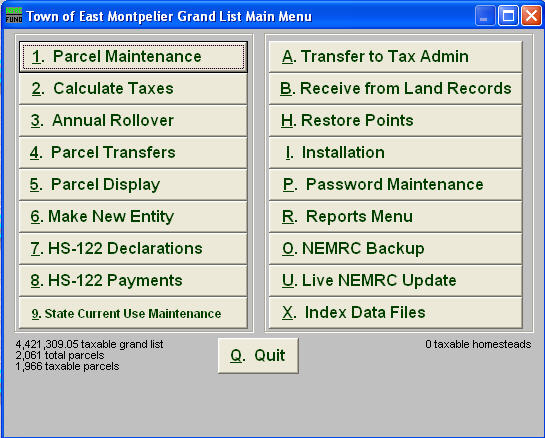 FUND
Town of East Montpelier Grand List Main Menu
1. Parcel Maintenance
2. Calculate Taxes
3. Annual Rollover
4. Parcel Transfers
5. Parcel Display
6. Make New Entity
7. HS-122 Declarations
8. HS-122 Payments
9. State Current Use Maintenance
A. Transfer to Tax Admin
B. Receive from Land Records
H. Restore Points
I. Installation
P. Password Maintenance
R. Reports Menu
O. NEMRC Backup
U. Live NEMRC Update
X. Index Data Files
4,421,309.05 taxable grand list
2,061 total parcels
1,966 taxable parcels
Q. Quit
0 taxable homesteads